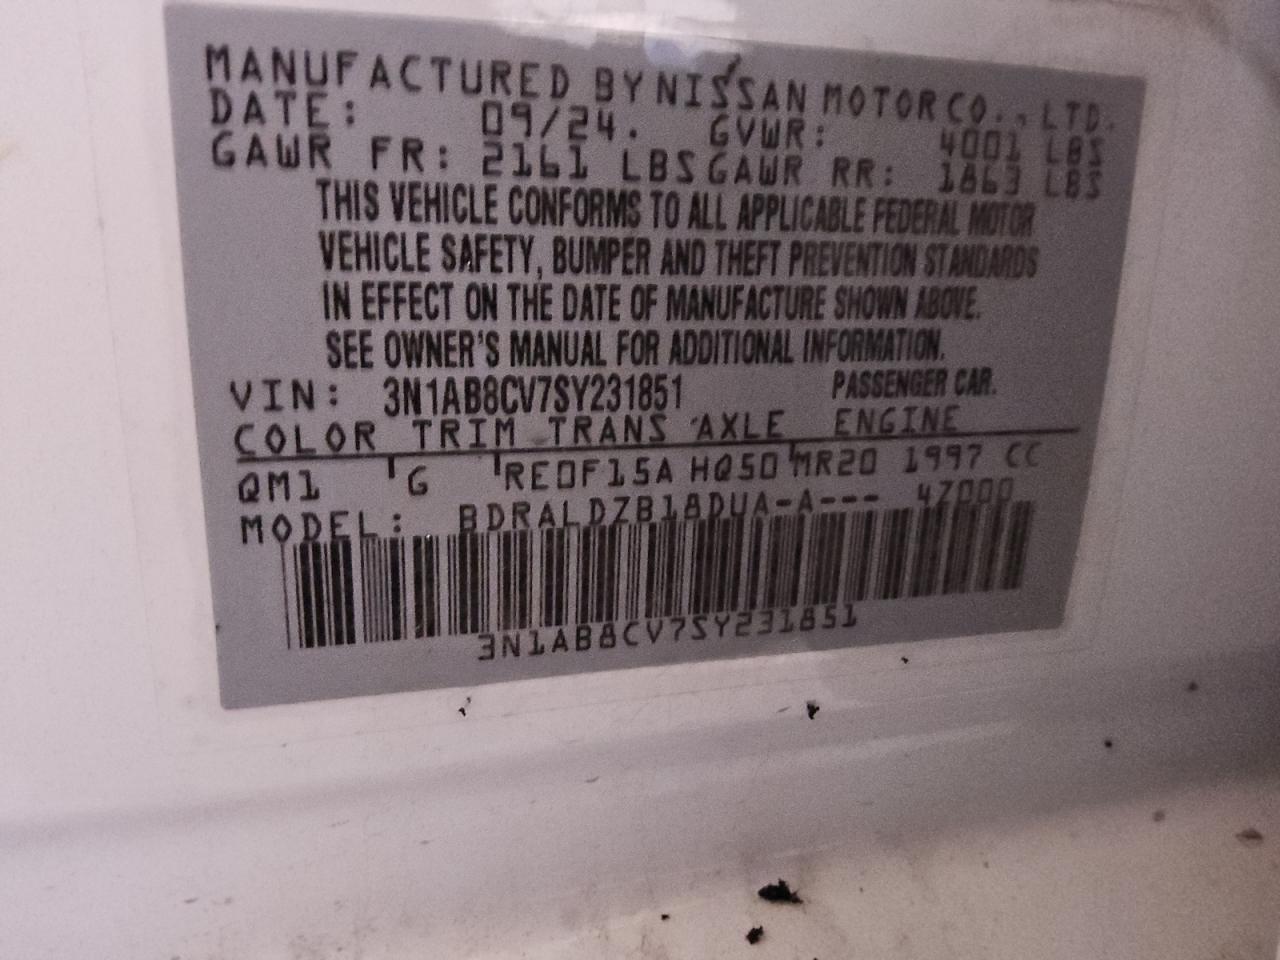 MANUFACTURED BY NISSAN MOTOR CO., LTD.
DATE: 09/24. GVWR: 4001 LBS
GAWR FR: 2161 LBS GAWR RR: 1863 LBS
THIS VEHICLE CONFORMS TO ALL APPLICABLE FEDERAL MOTOR
VEHICLE SAFETY, BUMPER AND THEFT PREVENTION STANDARDS
IN EFFECT ON THE DATE OF MANUFACTURE SHOWN ABOVE.
SEE OWNER'S MANUAL FOR ADDITIONAL INFORMATION.
VIN: 3N1AB8CV7SY231851 PASSENGER CAR.
COLOR TRIM TRANS AXLE ENGINE
QM1 G RE0F15A HQ50 MR20 1997 CC
MODEL: BDRALDZB18DUA-A--- 4Z000
3N1AB8CV7SY231851